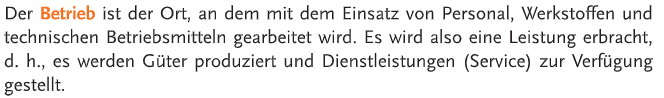 Der Betrieb ist der Ort, an dem mit dem Einsatz von Personal, Werkstoffen und
technischen Betriebsmitteln gearbeitet wird. Es wird also eine Leistung erbracht,
d. h., es werden Güter produziert und Dienstleistungen (Service) zur Verfügung
gestellt.